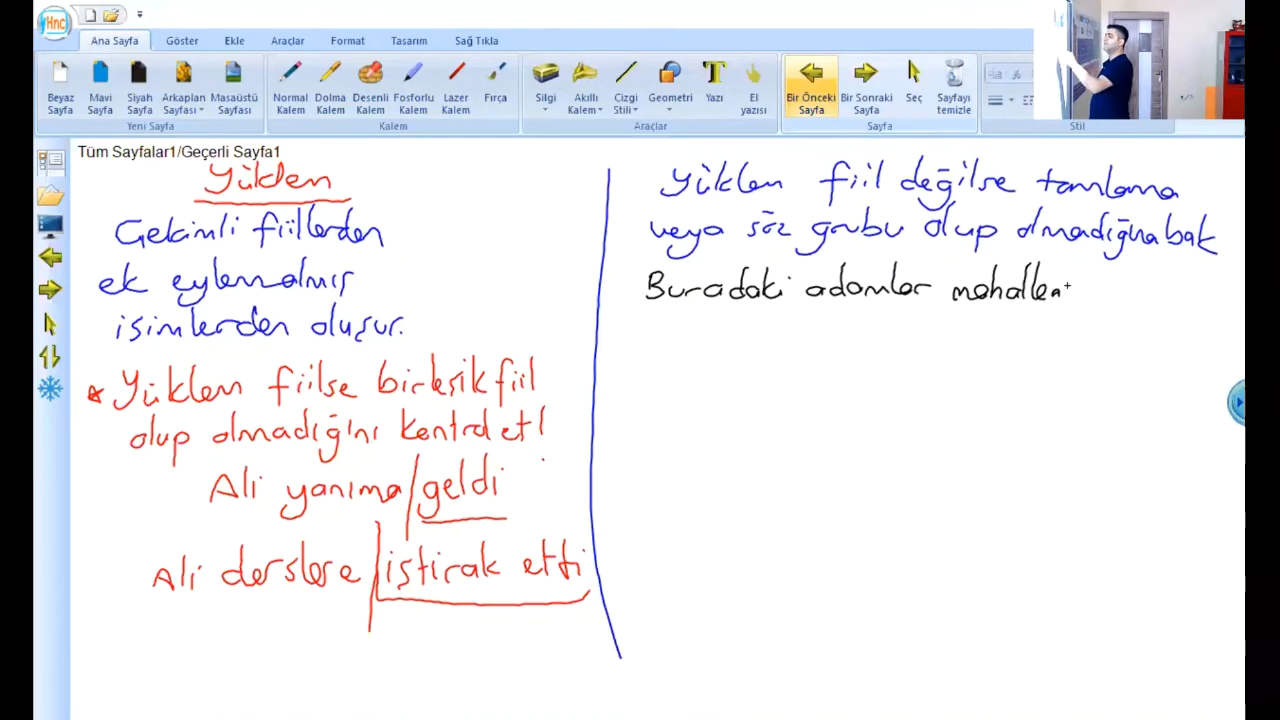 Hnc
Ana Sayfa Göster Ekle Araçlar Format Tasarım Sağ Tıkla
Beyaz Sayfa
Mavi Sayfa
Siyah Sayfa
Arkaplan Sayfası
Masaüstü Sayfası
Yeni Sayfa
Normal Kalem
Dolma Kalem
Desenli Kalem
Fosforlu Kalem
Lazer Kalem
Fırça
Kalem
Silgi
Akıllı Kalem
Çizgi Stili
Geometri
Yazı
El yazısı
Araçlar
Bir Önceki Sayfa
Bir Sonraki Sayfa
Seç
Sayfayı temizle
Sayfa
Stil
Tüm Sayfalar1/Geçerli Sayfa1
Yüklem
Çekimli fiillerden
ek eylem almış
isimlerden oluşur.
Yüklem fiilse birleşik fiil
olup olmadığını kontrol et!
Ali yanıma/geldi
Ali derslere/iştirak etti
Yüklem fiil değilse tamlama
veya söz grubu olup olmadığına bak
Buradaki adamlar mahallen